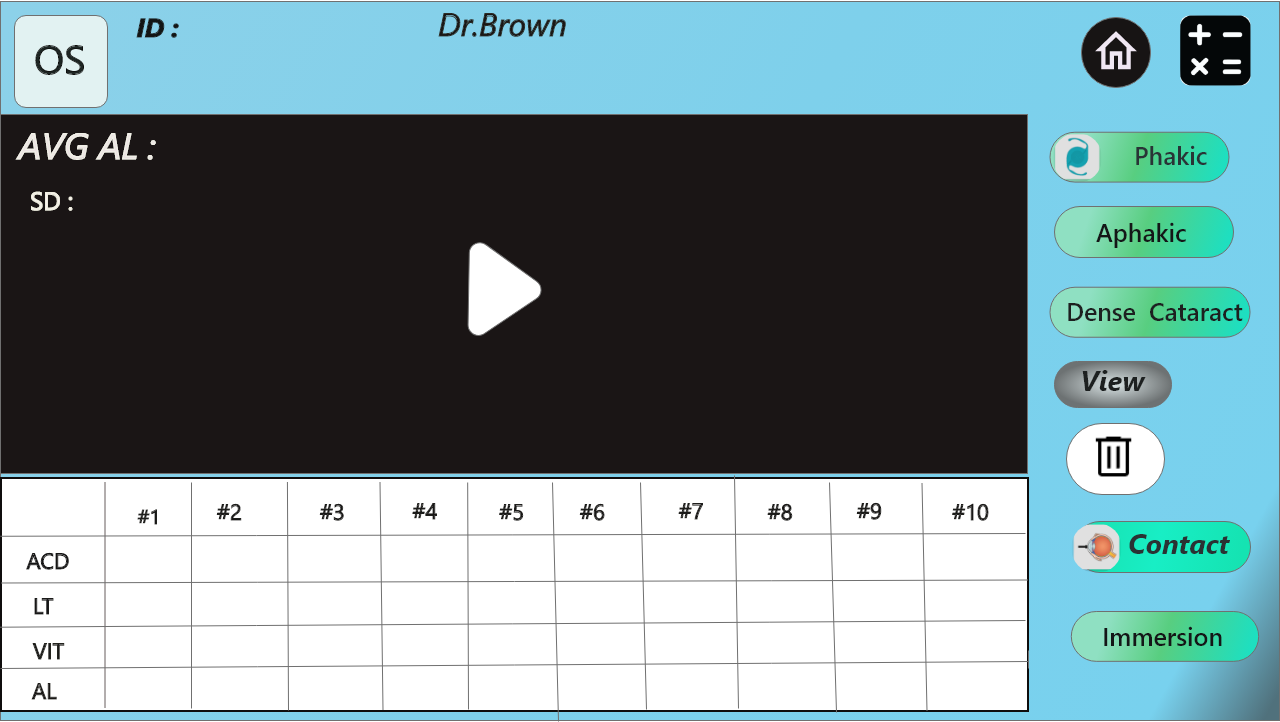 OS
ID :
Dr.Brown
AVG AL :
SD :
Phakic
Aphakic
Dense Cataract
View
Contact
Immersion
#1 #2 #3 #4 #5 #6 #7 #8 #9 #10
ACD
LT
VIT
AL